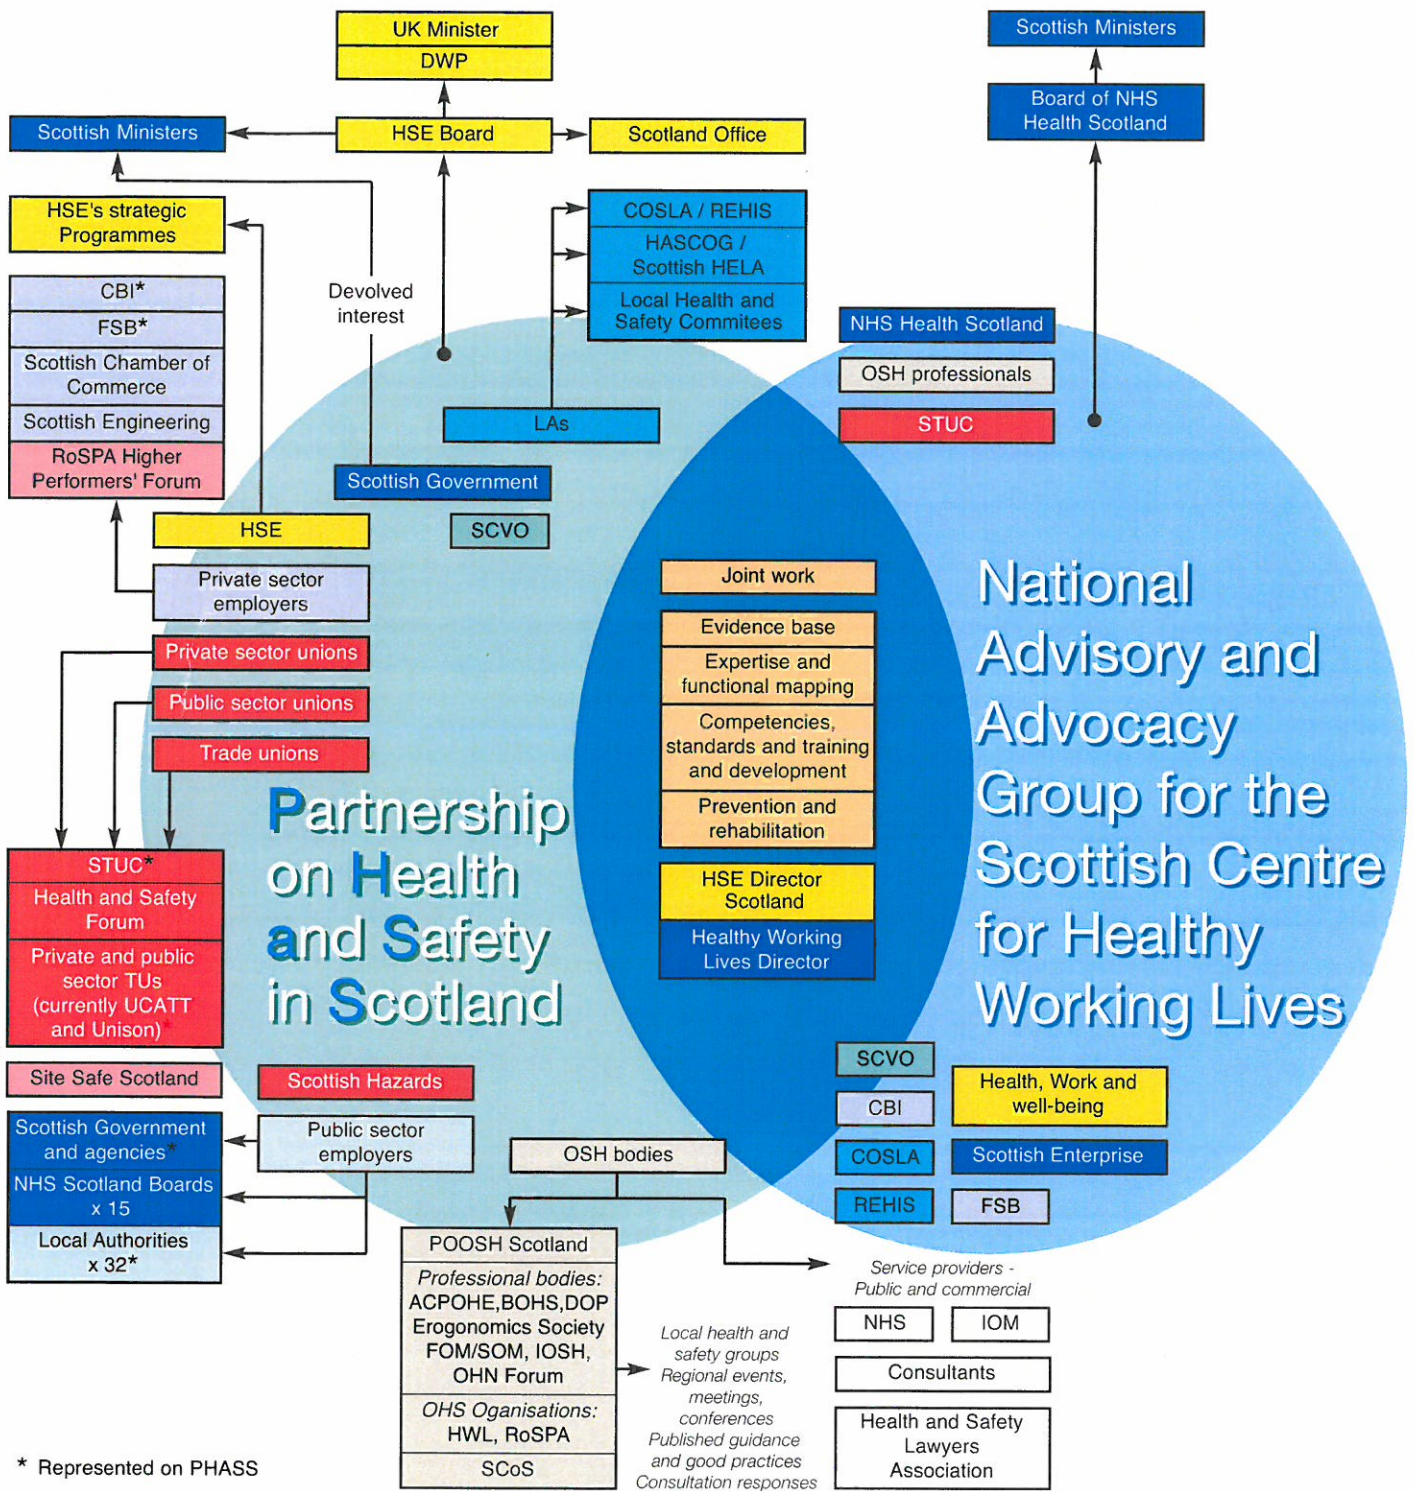 UK Minister
DWP
Scottish Ministers
HSE Board
Scotland Office
Scottish Ministers
Board of NHS
Health Scotland
HSE's strategic
Programmes
COSLA / REHIS
HASCOG /
Scottish HELA
Local Health and
Safety Commitees
CBI*
FSB*
Scottish Chamber of
Commerce
Scottish Engineering
RoSPA Higher
Performers' Forum
Devolved
interest
NHS Health Scotland
OSH professionals
STUC
LAs
Scottish Government
HSE
SCVO
Private sector
employers
Private sector unions
Public sector unions
Trade unions
Joint work
Evidence base
Expertise and
functional mapping
Competencies,
standards and training
and development
Prevention and
rehabilitation
HSE Director
Scotland
Healthy Working
Lives Director
National
Advisory and
Advocacy
Group for the
Scottish Centre
for Healthy
Working Lives
Partnership
on Health
and Safety
in Scotland
STUC*
Health and Safety
Forum
Private and public
sector TUs
(currently UCATT
and Unison)*
Site Safe Scotland
Scottish Hazards
Scottish Government
and agencies*
NHS Scotland Boards
x 15
Local Authorities
x 32*
Public sector
employers
OSH bodies
SCVO
CBI
COSLA
REHIS
Health, Work and
well-being
Scottish Enterprise
FSB
POOSH Scotland
Professional bodies:
ACPOHE,BOHS,DOP
Erogonomics Society
FOM/SOM, IOSH,
OHN Forum
OHS Oganisations:
HWL, RoSPA
SCoS
Local health and
safety groups
Regional events,
meetings,
conferences
Published guidance
and good practices
Consultation responses
Service providers -
Public and commercial
NHS
IOM
Consultants
Health and Safety
Lawyers
Association
* Represented on PHASS